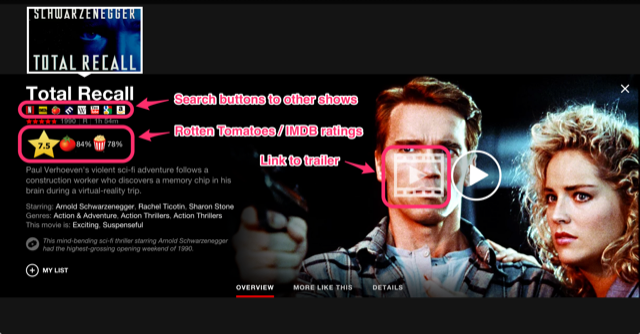 SCHWARZENEGGER
TOTAL RECALL
Total Recall
Search buttons to other shows
1990 R 1h 54m
7.5 84% 78%
Rotten Tomatoes / IMDB ratings
Link to trailer
Paul Verhoeven's violent sci-fi adventure follows a
construction worker who discovers a memory chip in his
brain during a virtual-reality trip.
Starring: Arnold Schwarzenegger, Rachel Ticotin, Sharon Stone
Genres: Action & Adventure, Action Thrillers, Action Thrillers
This movie is: Exciting, Suspenseful
This mind-bending sci-fi thriller starring Arnold Schwarzenegger
had the highest-grossing opening weekend of 1990.
MY LIST
OVERVIEW MORE LIKE THIS DETAILS